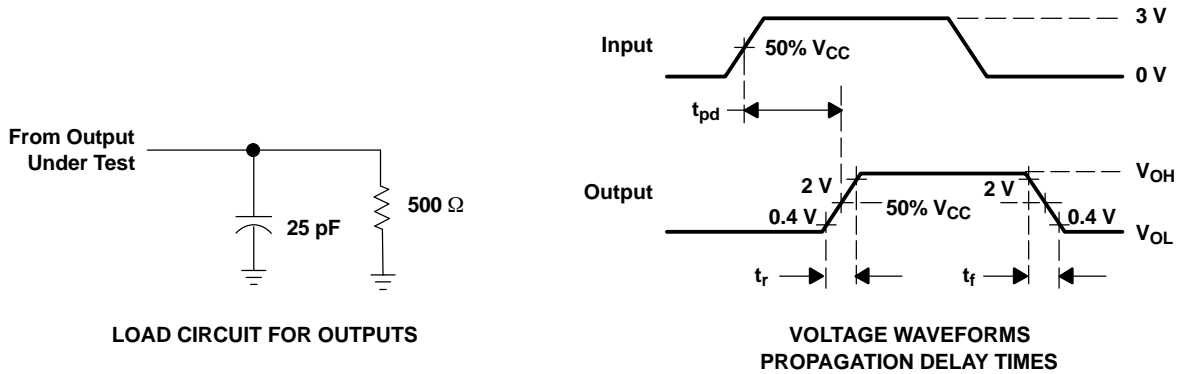 From Output
Under Test
25 pF
500 Ω
LOAD CIRCUIT FOR OUTPUTS
Input
50% VCC
3 V
0 V
tpd
Output
2 V
0.4 V
50% VCC
2 V
0.4 V
VOH
VOL
tr
tf
VOLTAGE WAVEFORMS
PROPAGATION DELAY TIMES